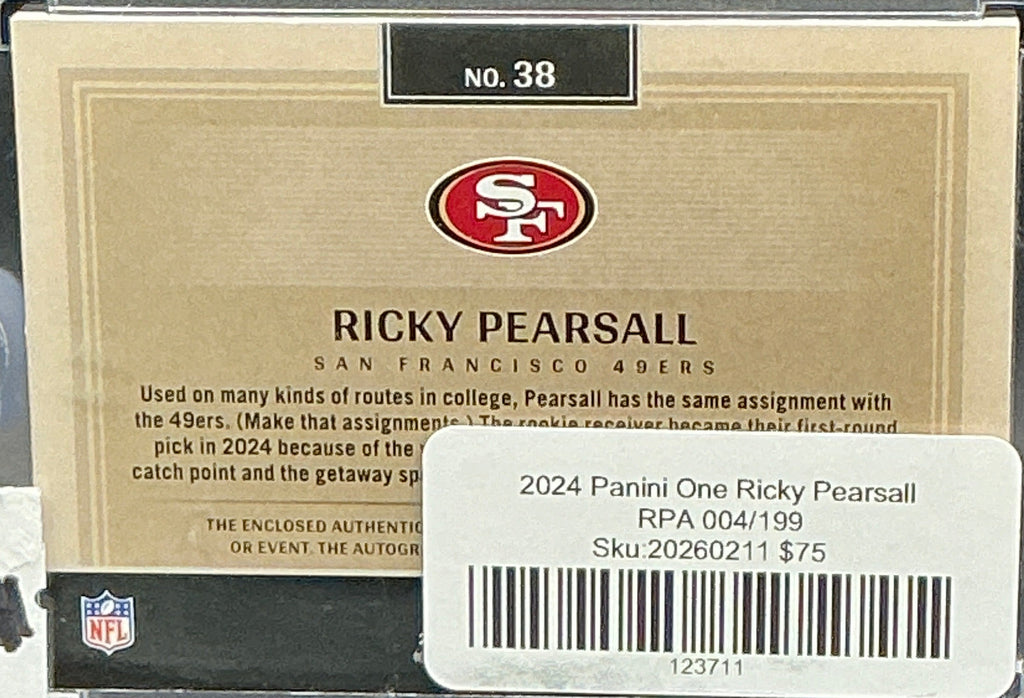 NO. 38
SF
RICKY PEARSALL
SAN FRANCISCO 49ERS
Used on many kinds of routes in college, Pearsall has the same assignment with
the 49ers. (Make that assignments.) The rookie receiver became their first-round
pick in 2024 because of the
catch point and the getaway sp
THE ENCLOSED AUTHENTIC
OR EVENT. THE AUTOGR
NFL
2024 Panini One Ricky Pearsall
RPA 004/199
Sku:20260211 $75
123711